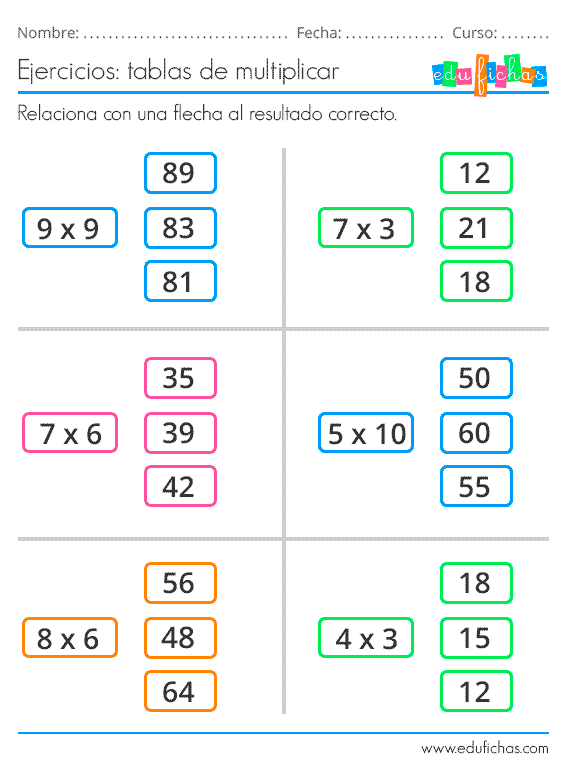 Nombre: Fecha: Curso:
Ejercicios: tablas de multiplicar edufichas
Relaciona con una flecha al resultado correcto.
89
9 x 9 83
81
12
7 x 3 21
18
35
7 x 6 39
42
50
5 x 10 60
55
56
8 x 6 48
64
18
4 x 3 15
12
www.edufichas.com